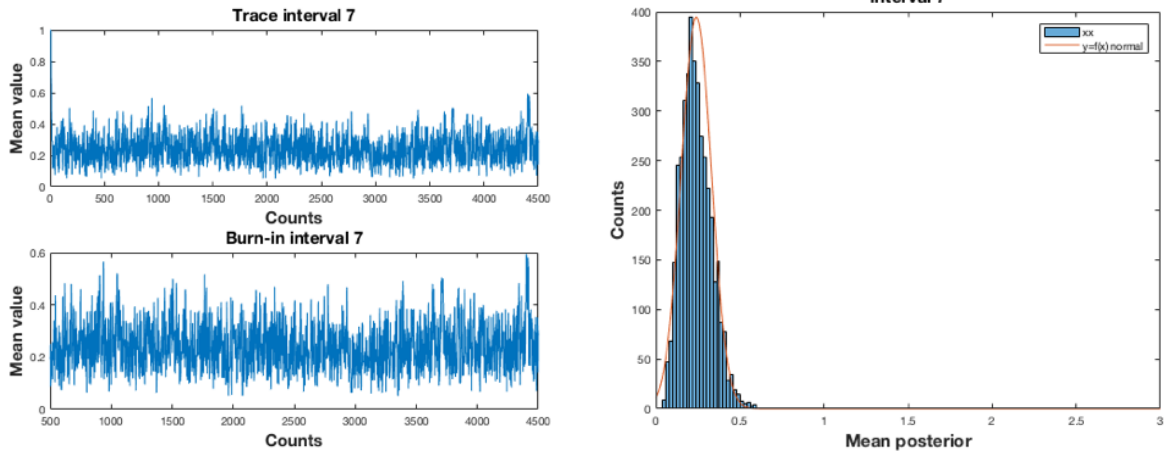 Trace interval 7
Mean value
1
0.8
0.6
0.4
0.2
0
0 500 1000 1500 2000 2500 3000 3500 4000 4500
Counts
Burn-in interval 7
Mean value
0.6
0.4
0.2
0
500 1000 1500 2000 2500 3000 3500 4000 4500
Counts
Interval 7
Counts
400
350
300
250
200
150
100
50
0
0 0.5 1 1.5 2 2.5 3
Mean posterior
xx
y=f(x) normal